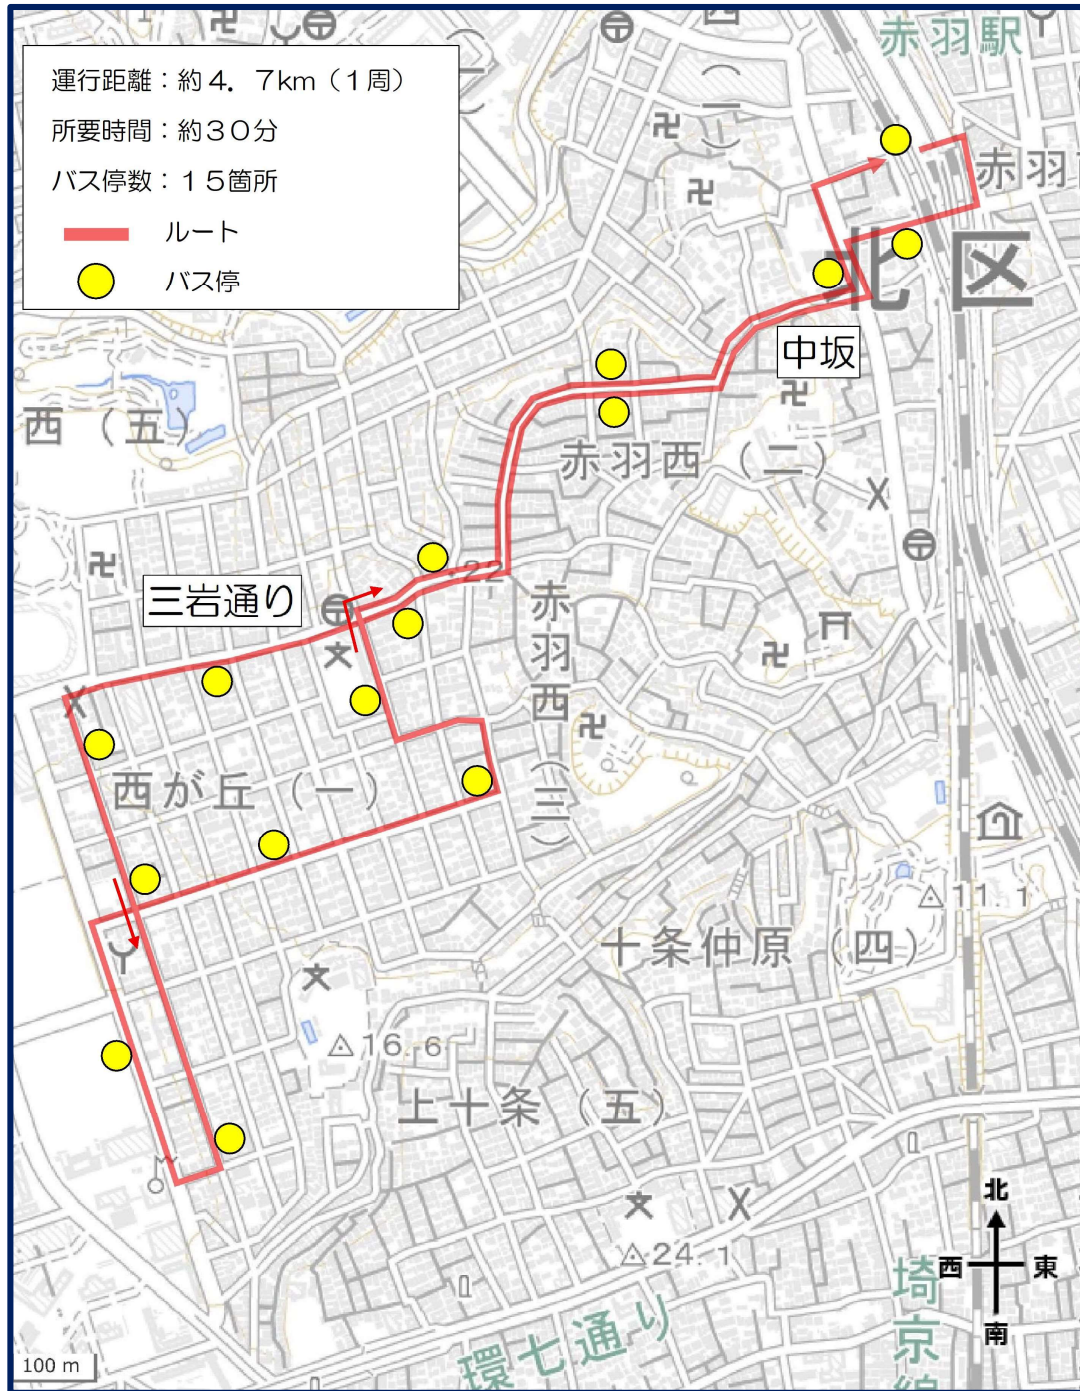 赤羽駅
運行距離：約４．７km（１周）
所要時間：約３０分
バス停数：１５箇所
ルート
バス停
赤羽
北区
中坂
西（五）
赤羽西（二）
22
三岩通り
赤羽西（三）
西が丘（一）
11.1
十条仲原（四）
16.6
上十条（五）
24.1
北
西
東
南
埼京線
環七通り
100 m